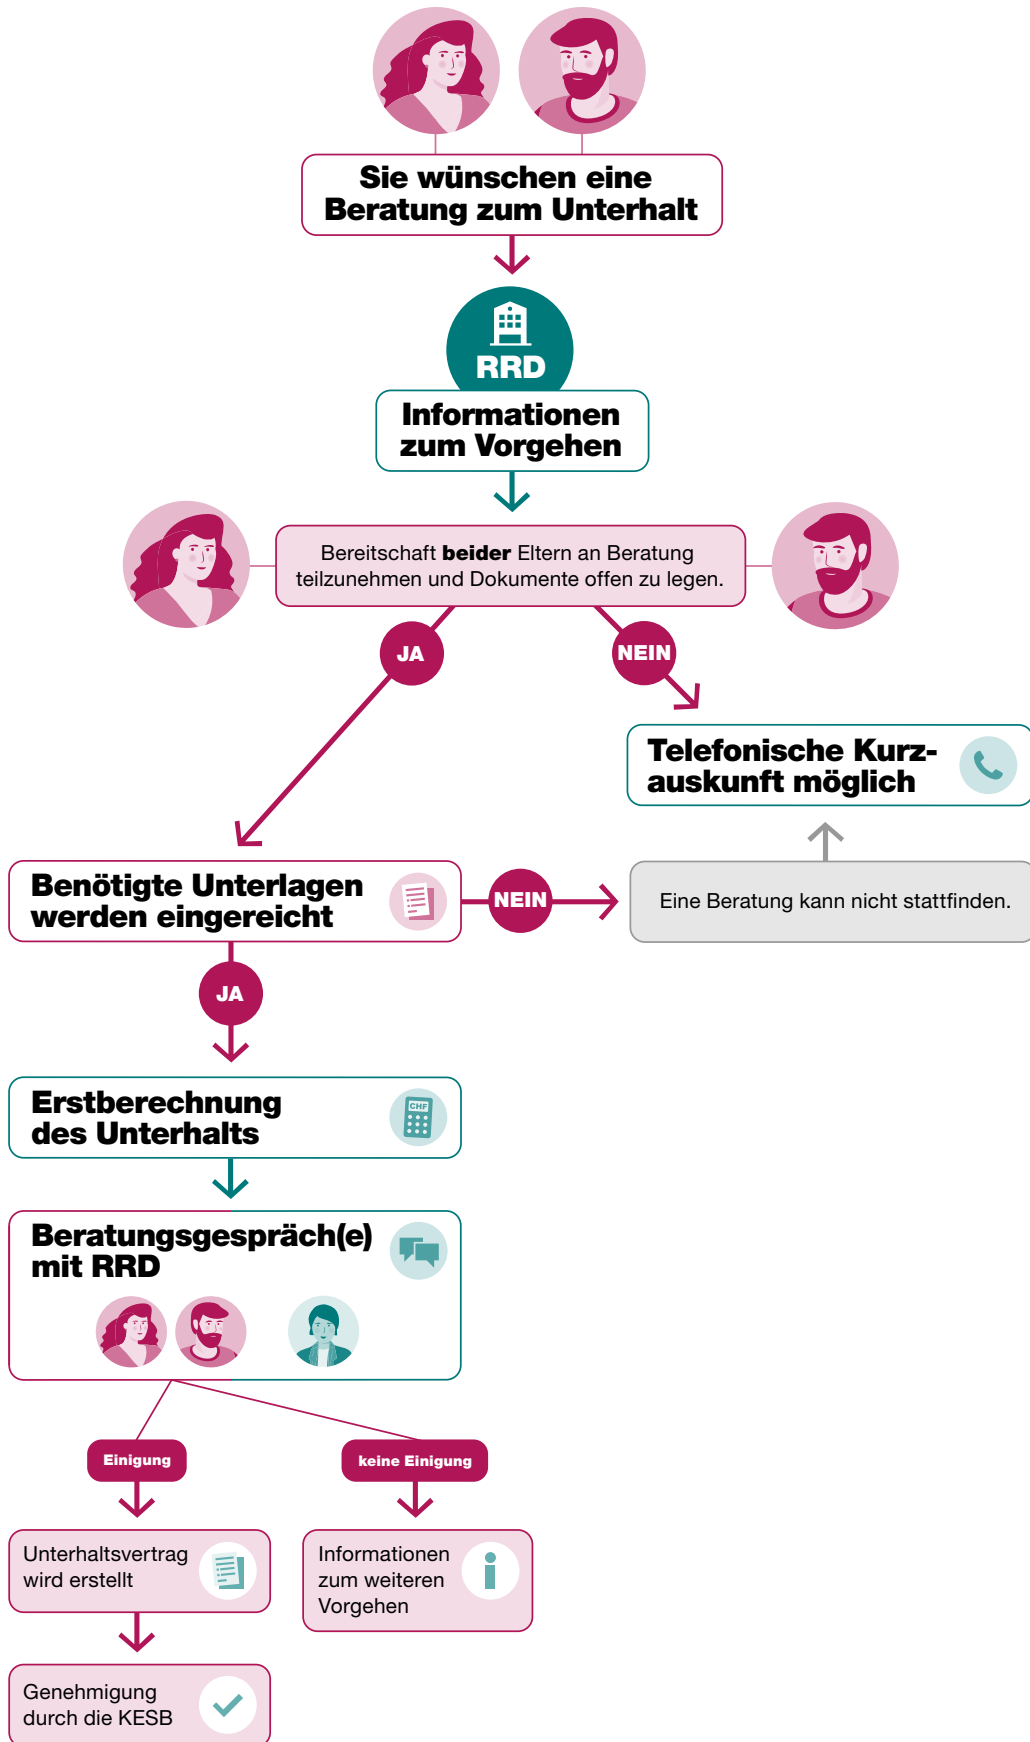 Sie wünschen eine
Beratung zum Unterhalt
RRD
Informationen
zum Vorgehen
Bereitschaft beider Eltern an Beratung
teilzunehmen und Dokumente offen zu legen.
JA
NEIN
Telefonische Kurz-
auskunft möglich
Benötigte Unterlagen
werden eingereicht
NEIN
Eine Beratung kann nicht stattfinden.
JA
Erstberechnung
des Unterhalts
CHF
Beratungsgespräch(e)
mit RRD
Einigung
keine Einigung
Unterhaltsvertrag
wird erstellt
Informationen
zum weiteren
Vorgehen
Genehmigung
durch die KESB